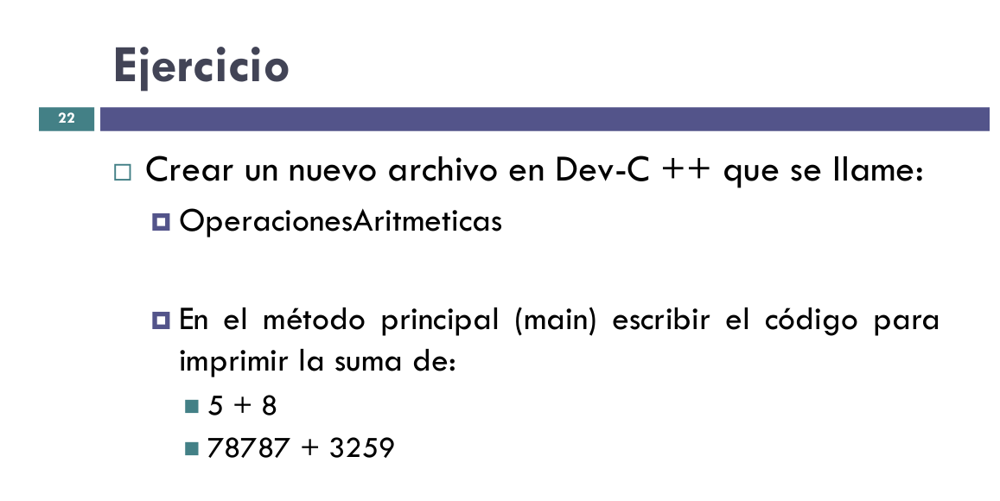 Ejercicio
22
Crear un nuevo archivo en Dev-C ++ que se llame:
OperacionesAritmeticas
En el método principal (main) escribir el código para
imprimir la suma de:
5 + 8
78787 + 3259